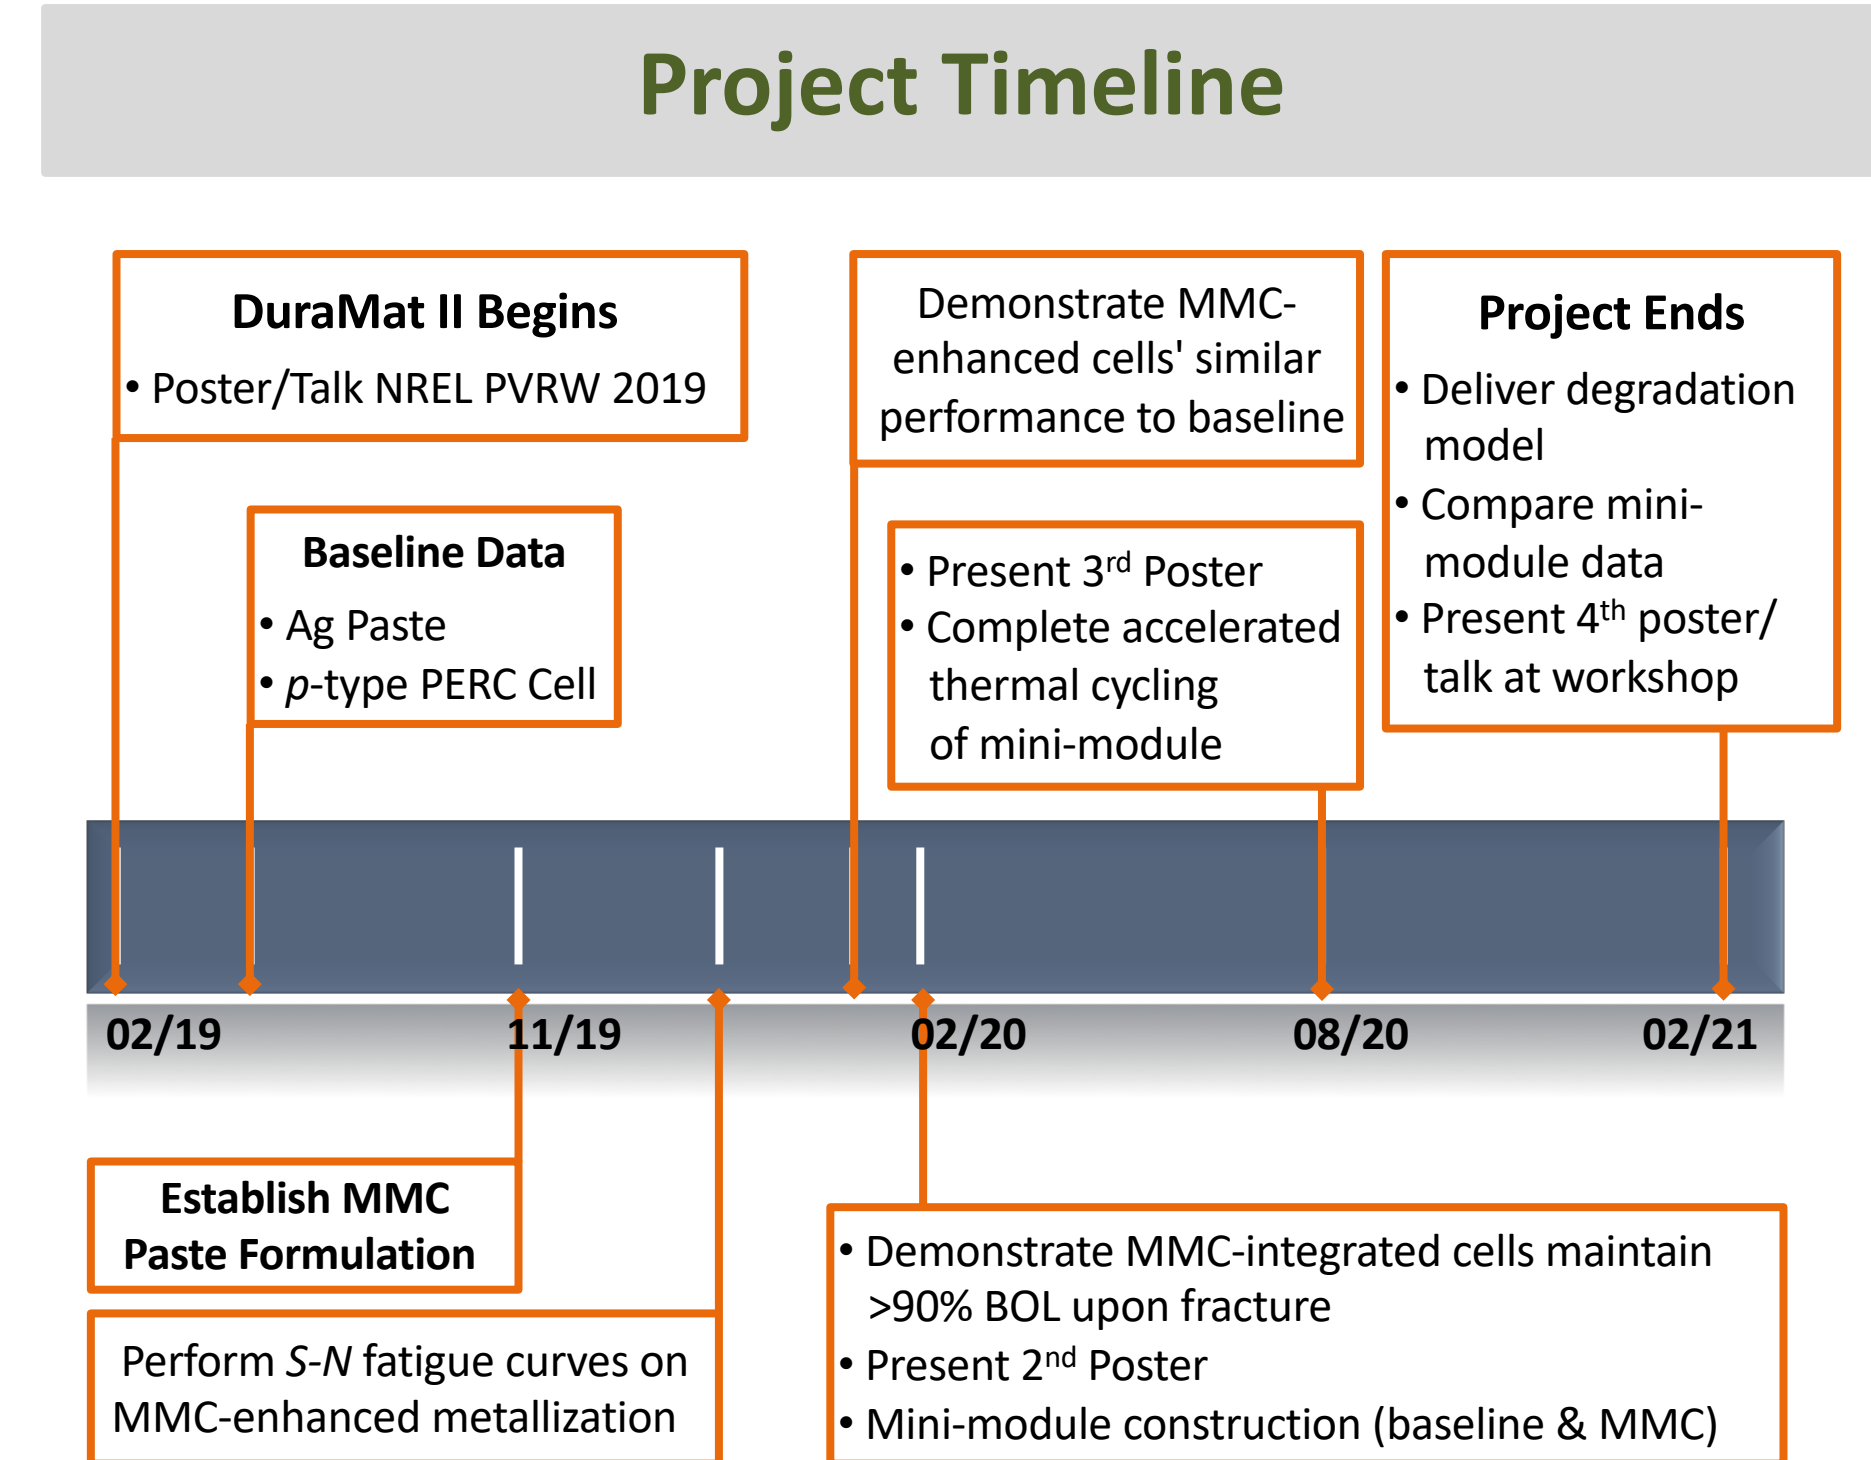 Project Timeline
DuraMat II Begins
• Poster/Talk NREL PVRW 2019
Baseline Data
• Ag Paste
• p-type PERC Cell
Demonstrate MMC-
enhanced cells' similar
performance to baseline
• Present 3rd Poster
• Complete accelerated
thermal cycling
of mini-module
Project Ends
• Deliver degradation
model
• Compare mini-
module data
• Present 4th poster/
talk at workshop
02/19
11/19
02/20
08/20
02/21
Establish MMC
Paste Formulation
Perform S-N fatigue curves on
MMC-enhanced metallization
• Demonstrate MMC-integrated cells maintain
>90% BOL upon fracture
• Present 2nd Poster
• Mini-module construction (baseline & MMC)